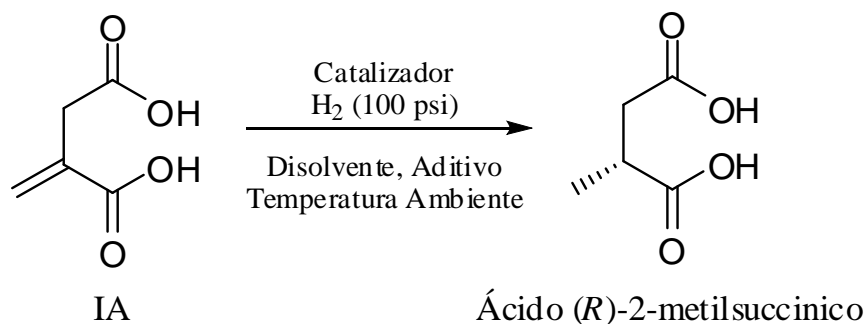 O
OH
OH
O
IA
Catalizador
H₂ (100 psi)
Disolvente, Aditivo
Temperatura Ambiente
O
OH
OH
O
Ácido (R)-2-metilsuccinico